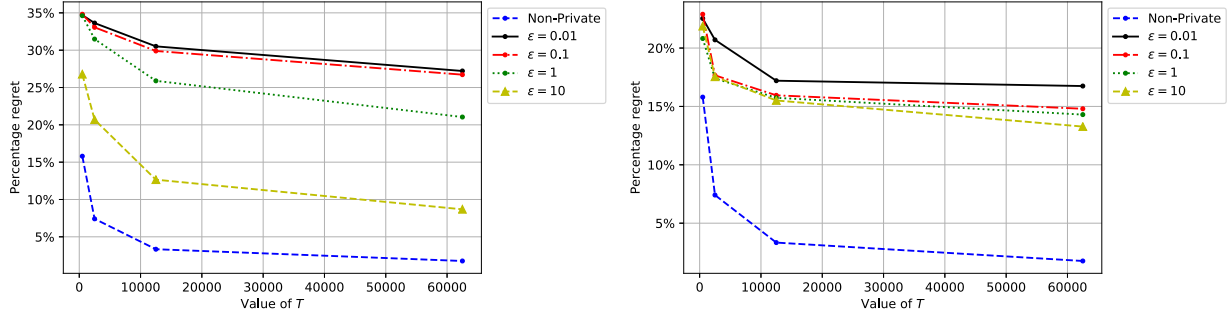 35%
30%
25%
20%
15%
10%
5%
Percentage regret
0 10000 20000 30000 40000 50000 60000
Value of T
Non-Private
ε = 0.01
ε = 0.1
ε = 1
ε = 10
20%
15%
10%
5%
Percentage regret
0 10000 20000 30000 40000 50000 60000
Value of T
Non-Private
ε = 0.01
ε = 0.1
ε = 1
ε = 10